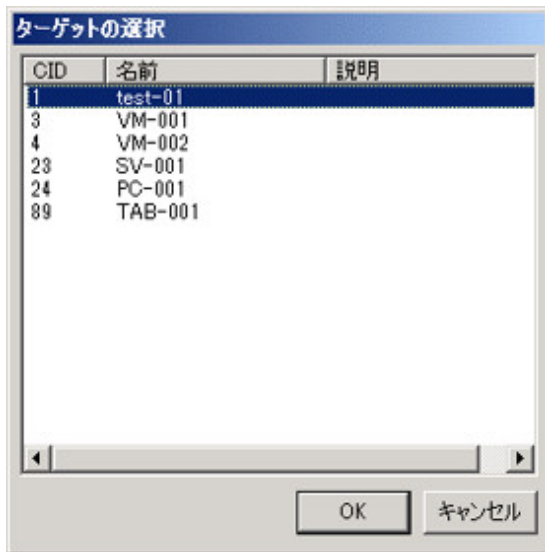 ターゲットの選択
CID 名前 説明
1 test-01
3 VM-001
4 VM-002
23 SV-001
24 PC-001
89 TAB-001
OK キャンセル